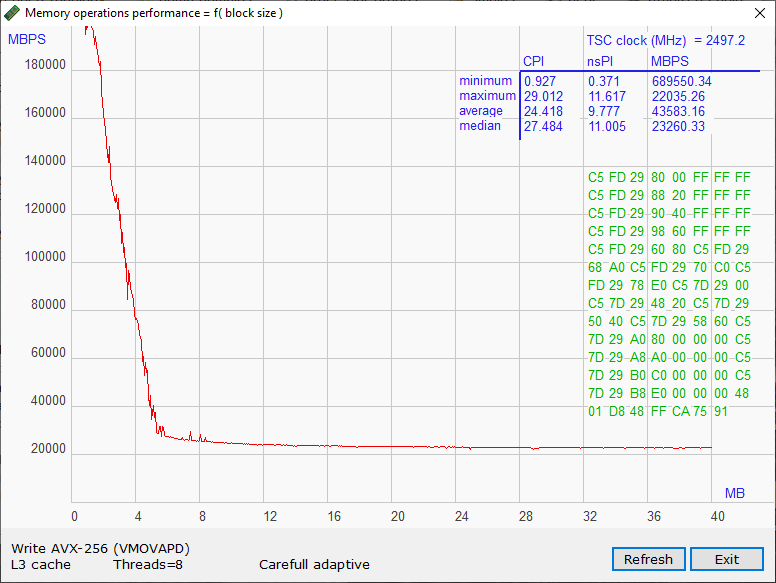 Memory operations performance = f( block size )
MBPS
TSC clock (MHz) = 2497.2
CPI nsPI MBPS
minimum 0.927 0.371 689550.34
maximum 29.012 11.617 22035.26
average 24.418 9.777 43583.16
median 27.484 11.005 23260.33
180000
160000
140000
120000
100000
80000
60000
40000
20000
C5 FD 29 80 00 FF FF FF
C5 FD 29 88 20 FF FF FF
C5 FD 29 90 40 FF FF FF
C5 FD 29 98 60 FF FF FF
C5 FD 29 60 80 C5 FD 29
68 A0 C5 FD 29 70 C0 C5
FD 29 78 E0 C5 7D 29 00
C5 7D 29 48 20 C5 7D 29
50 40 C5 7D 29 58 60 C5
7D 29 A0 80 00 00 00 C5
7D 29 A8 A0 00 00 00 C5
7D 29 B0 C0 00 00 00 C5
7D 29 B8 E0 00 00 00 48
01 D8 48 FF CA 75 91
MB
0 4 8 12 16 20 24 28 32 36 40
Write AVX-256 (VMOVAPD)
L3 cache Threads=8 Carefull adaptive
Refresh Exit